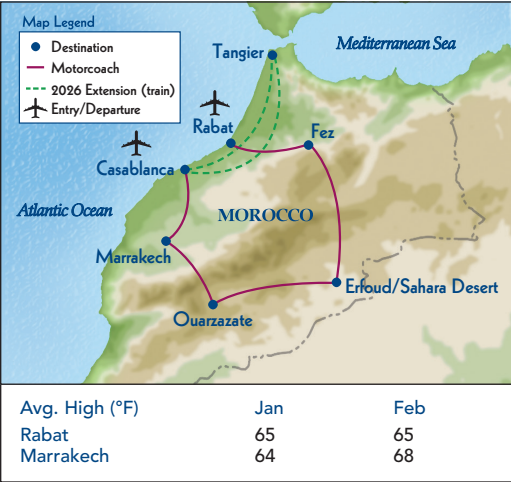 Map Legend
Destination
Motorcoach
2026 Extension (train)
Entry/Departure
Tangier
Mediterranean Sea
Rabat
Fez
Casablanca
Atlantic Ocean
MOROCCO
Marrakech
Erfoud/Sahara Desert
Ouarzazate
Avg. High (°F) Jan Feb
Rabat 65 65
Marrakech 64 68